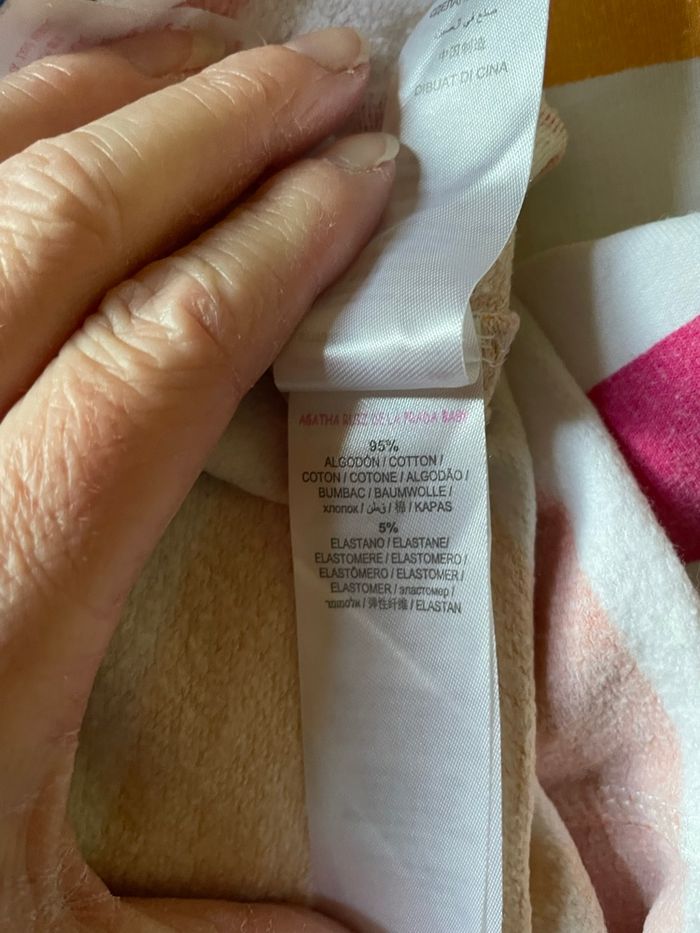 صنع في الصين
中国制造
DIBUAT DI CINA
AGATHA RUIZ DE LA PRADA BABY
95%
ALGODÓN / COTTON /
COTON / COTONE / ALGODÃO /
BUMBAC / BAUMWOLLE /
хлопок / قطن / 棉 / KAPAS
5%
ELASTANO / ELASTANE/
ELASTOMERE / ELASTOMERO /
ELASTÔMERO / ELASTOMER /
ELASTOMER / эластомер /
אלסטומר / 弹性纤维 / ELASTAN